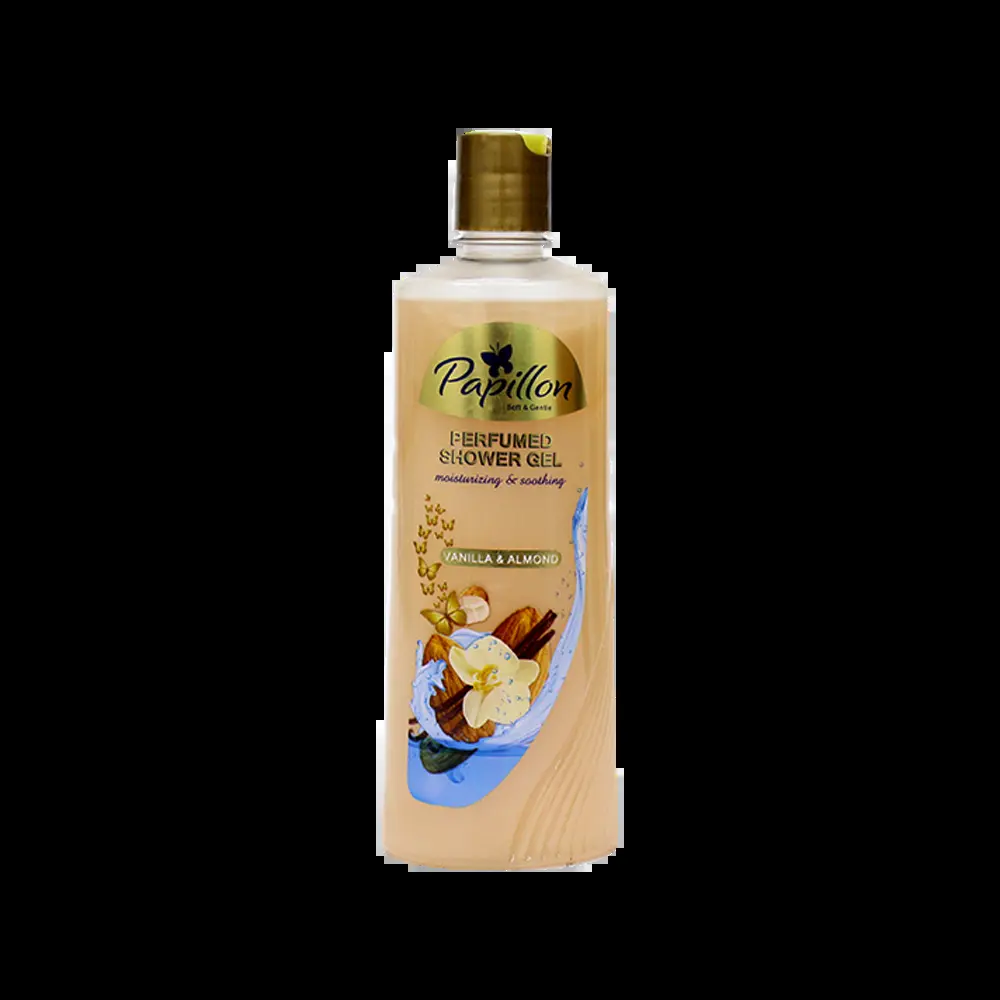 Papillon
Soft & Gentle
PERFUMED
SHOWER GEL
moisturizing & soothing
VANILLA & ALMOND